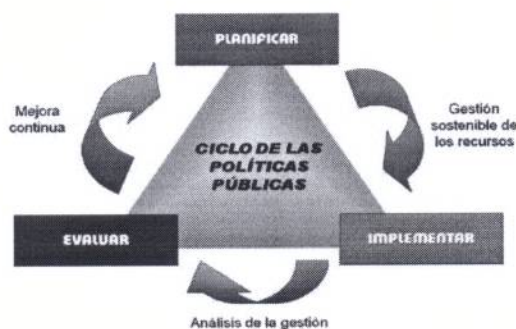 PLANIFICAR
Mejora
continua
Gestión
sostenible de
los recursos
CICLO DE LAS
POLÍTICAS
PÚBLICAS
EVALUAR
IMPLEMENTAR
Análisis de la gestión